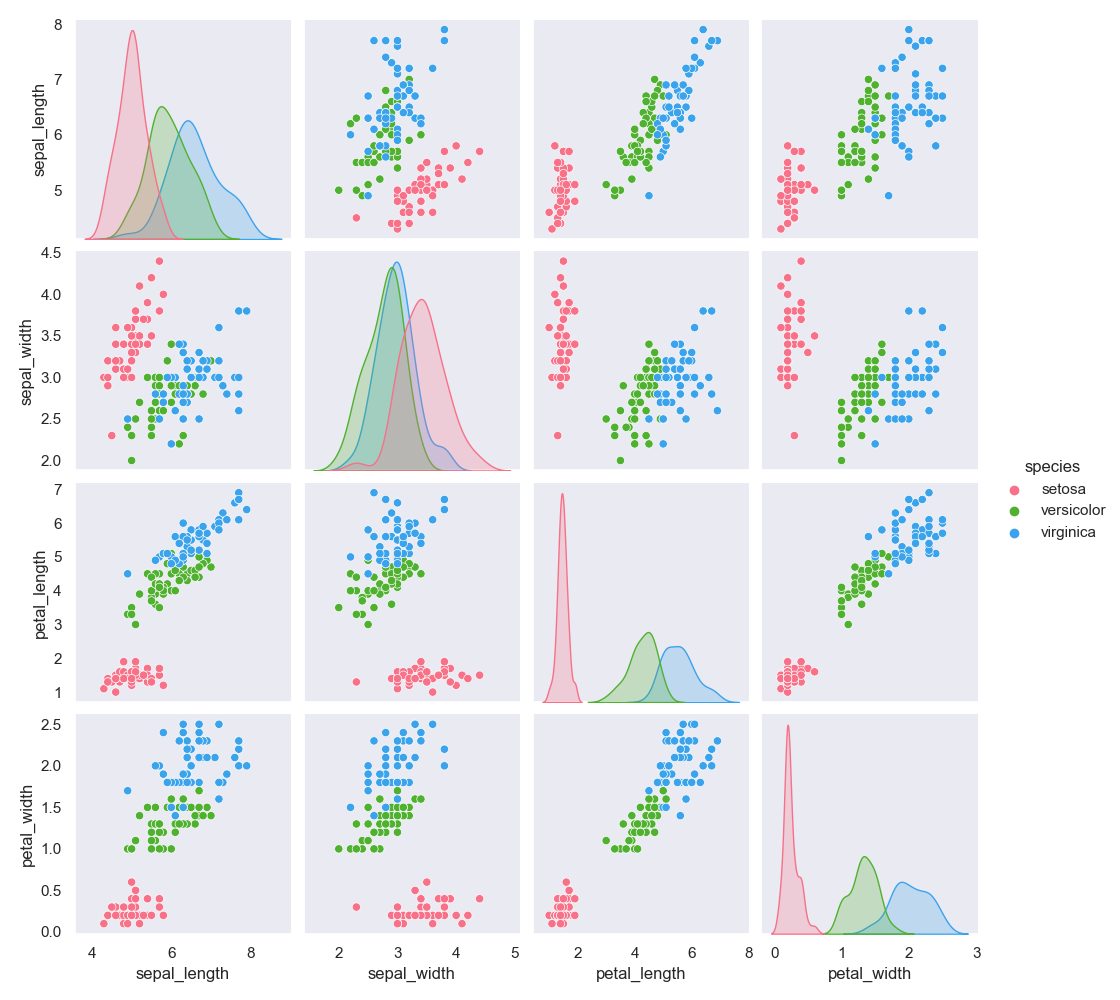 sepal_length
8
7
6
5
sepal_width
4.5
4.0
3.5
3.0
2.5
2.0
petal_length
7
6
5
4
3
2
1
petal_width
2.5
2.0
1.5
1.0
0.5
0.0
4 6 8
sepal_length
2 3 4 5
sepal_width
2 4 6 8
petal_length
0 1 2 3
petal_width
species
setosa
versicolor
virginica